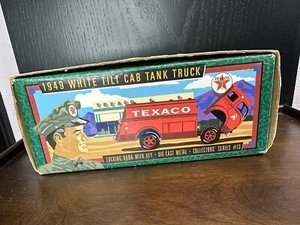 1949 WHITE TILT CAB TANK TRUCK
TEXACO
TEXACO
LOCKING BANK WITH KEY • DIE CAST METAL • COLLECTORS' SERIES #13